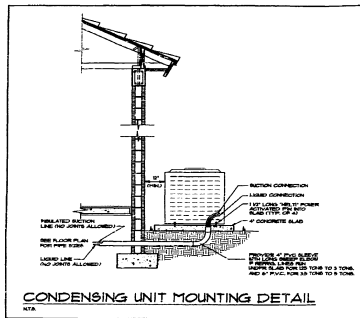 12"
(MIN.)
SUCTION CONNECTION
LIQUID CONNECTION
1 1/2" LONG "HILTI" POWER
ACTIVATED PIN INTO
SLAB (TYP. OF 4)
4" CONCRETE SLAB
INSULATED SUCTION
LINE (NO JOINTS ALLOWED)
SEE FLOOR PLAN
FOR PIPE SIZES
LIQUID LINE
(NO JOINTS ALLOWED)
PROVIDE 4" PVC SLEEVE
WITH LONG SWEEP ELBOW
IF REFRIG. LINES RUN
UNDER SLAB FOR 1.25 TONS TO 3 TONS.
AND 6" P.V.C. FOR 3.5 TONS TO 5 TONS.
CONDENSING UNIT MOUNTING DETAIL
N.T.S.